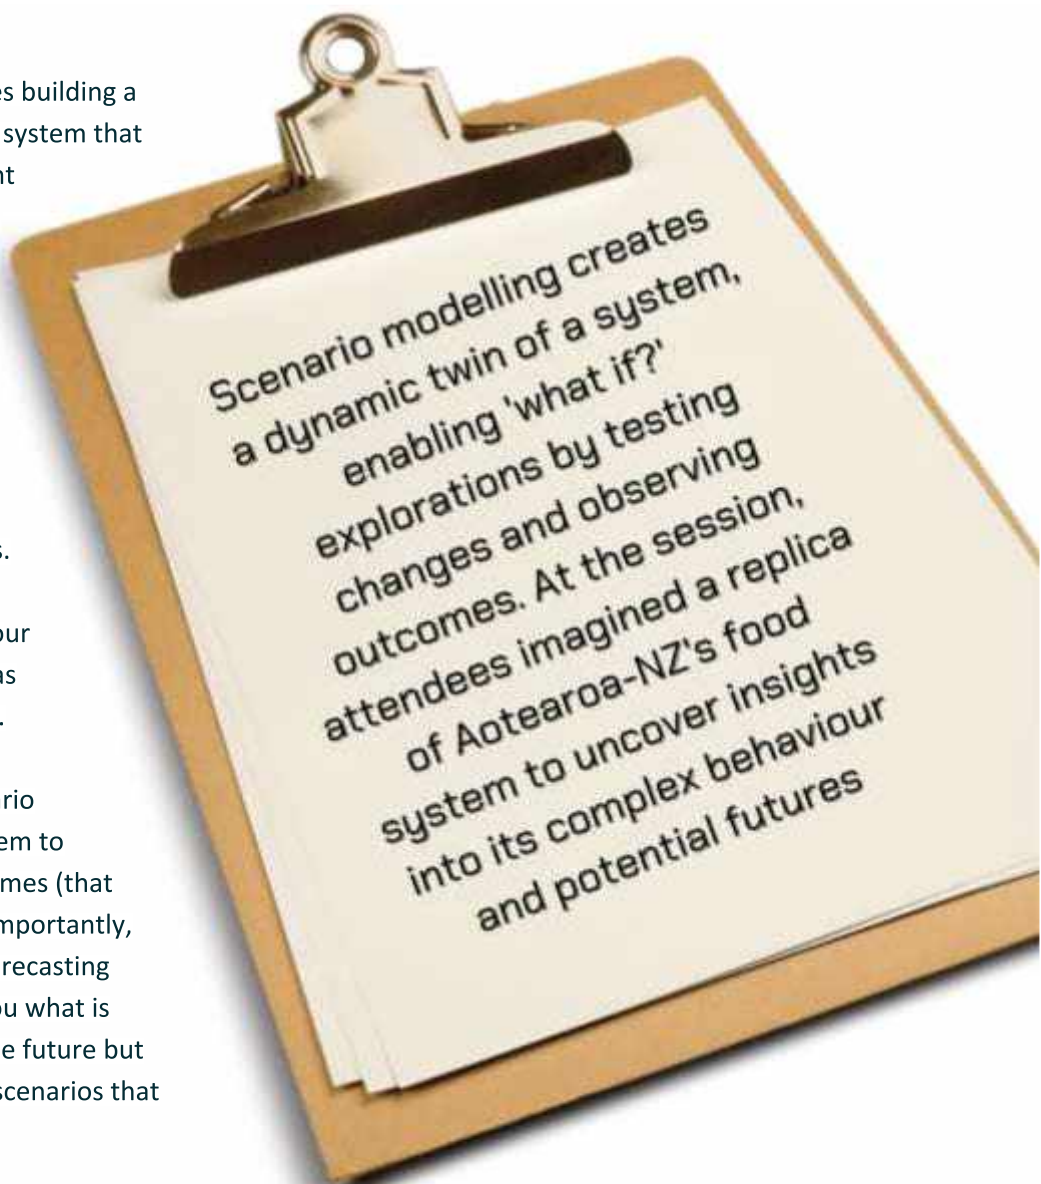 es building a
system that
nt
s.
our
as
.
rio
em to
mes (that
mportantly,
recasting
ou what is
e future but
scenarios that
Scenario modelling creates
a dynamic twin of a system,
enabling 'what if?'
explorations by testing
changes and observing
outcomes. At the session,
attendees imagined a replica
of Aotearoa-NZ's food
system to uncover insights
into its complex behaviour
and potential futures